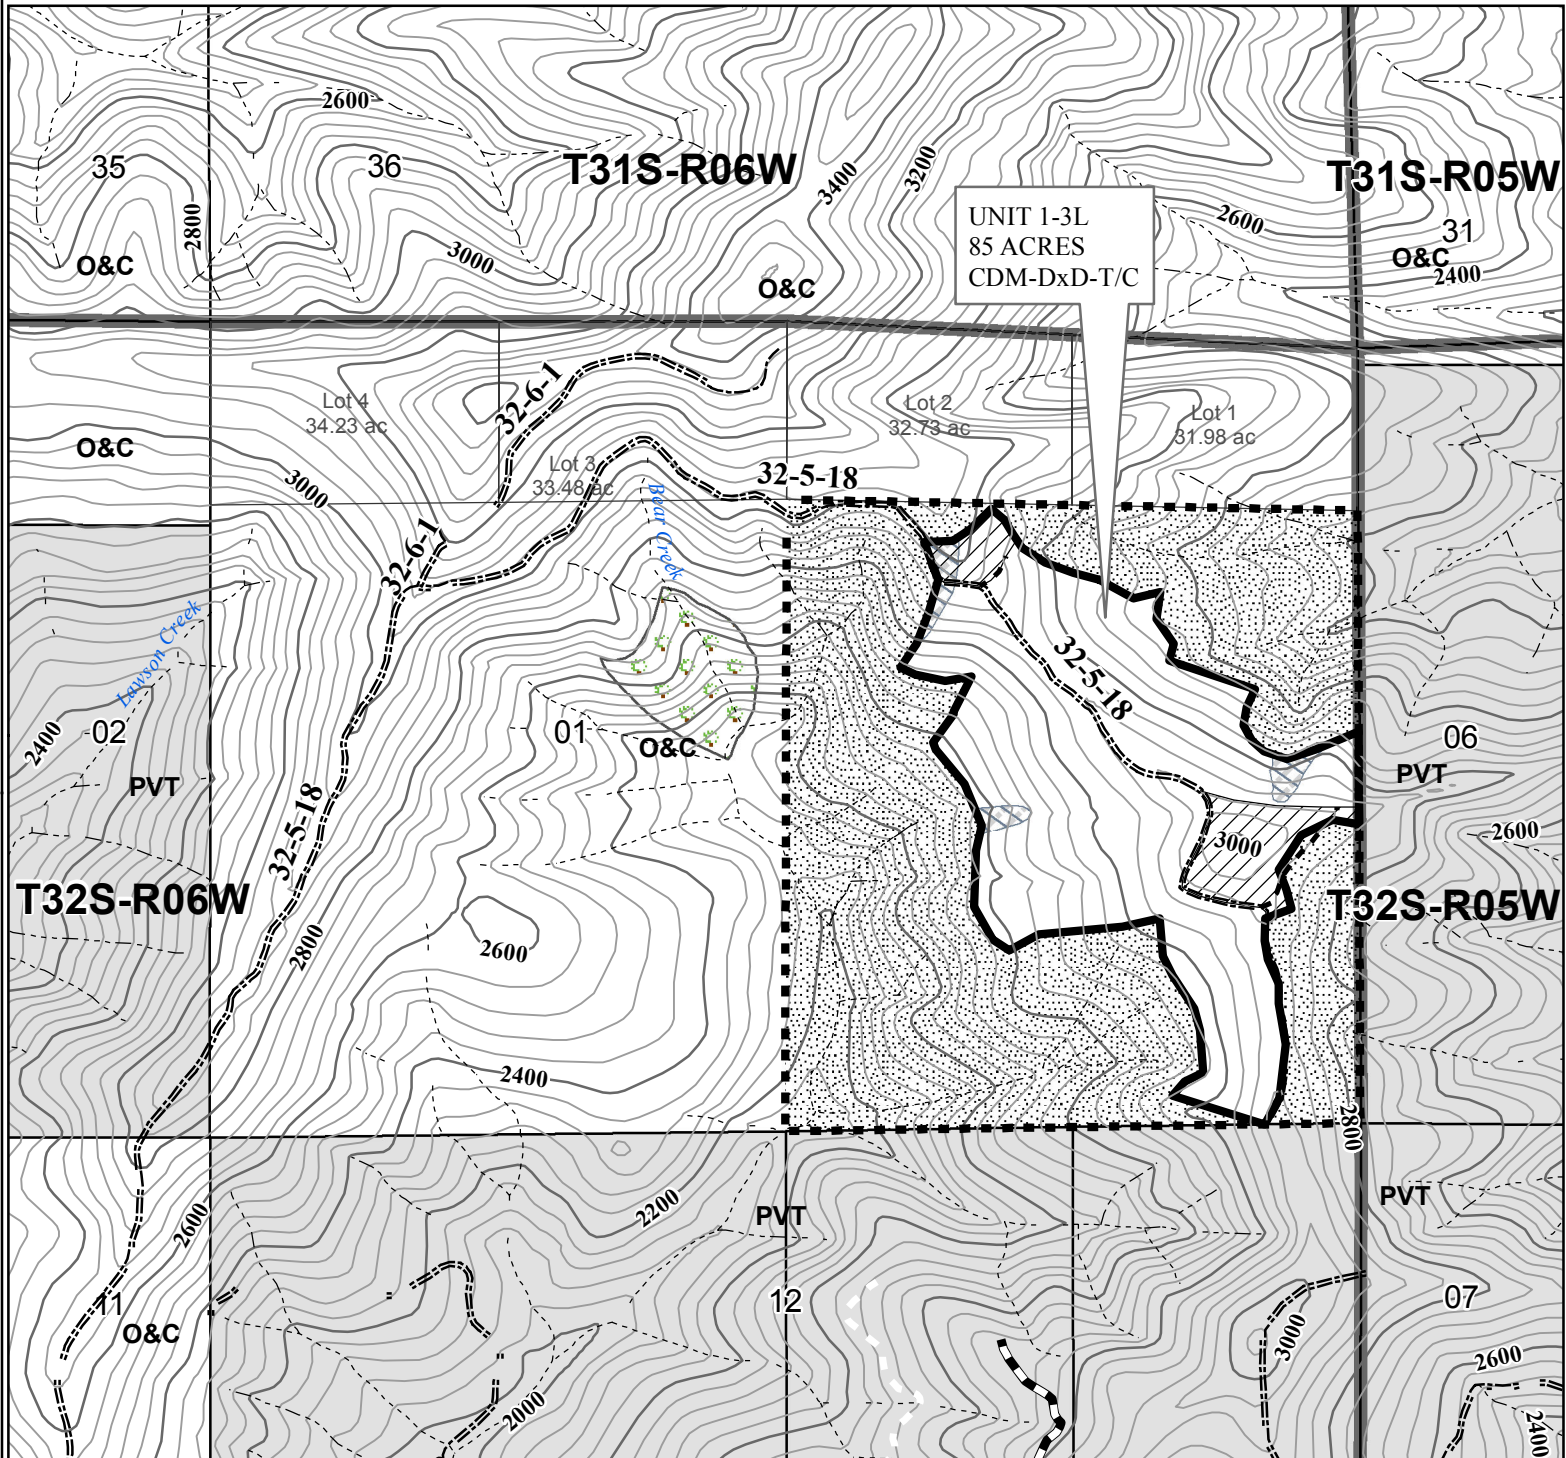 2600
35
36
T31S-R06W
T31S-R05W
3400
3200
2800
UNIT 1-3L
85 ACRES
CDM-DxD-T/C
2600
31
O&C
3000
O&C
O&C
2400
32-6-1
Lot 4
34.23 ac
Lot 2
32.73 ac
Lot 1
31.98 ac
O&C
Lot 3
33.48 ac
32-5-18
3000
Bear Creek
32-6-1
Lawson Creek
32-5-18
2400
02
01
O&C
06
PVT
PVT
32-5-18
2600
3000
T32S-R06W
T32S-R05W
2800
2600
2400
2800
2600
2200
PVT
PVT
11
O&C
12
07
3000
2600
2000
2400